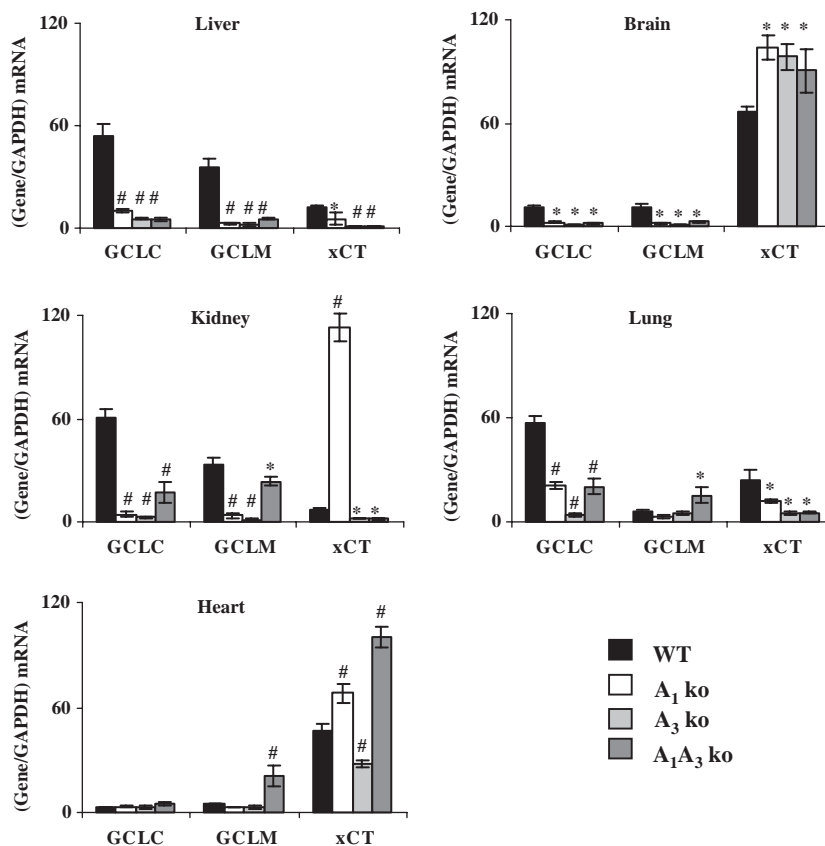 Liver
(Gene/GAPDH) mRNA
120
60
0
# # #
# # #
* # #
GCLC GCLM xCT
Brain
(Gene/GAPDH) mRNA
120
60
0
* * *
* * *
* * *
GCLC GCLM xCT
Kidney
(Gene/GAPDH) mRNA
120
60
0
# # #
# # *
# * *
GCLC GCLM xCT
Lung
(Gene/GAPDH) mRNA
120
60
0
# # #
*
* * *
GCLC GCLM xCT
Heart
(Gene/GAPDH) mRNA
120
60
0
#
# # #
GCLC GCLM xCT
WT
A₁ ko
A₃ ko
A₁A₃ ko